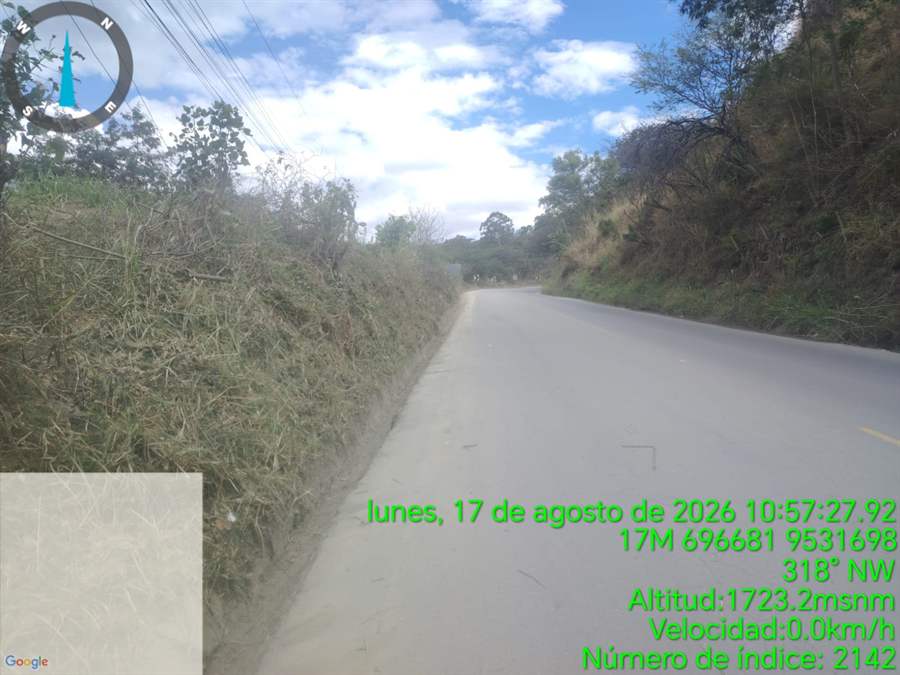 W
N
S
E
lunes, 17 de agosto de 2026 10:57:27.92
17M 696681 9531698
318° NW
Altitud:1723.2msnm
Velocidad:0.0km/h
Número de índice: 2142
Google